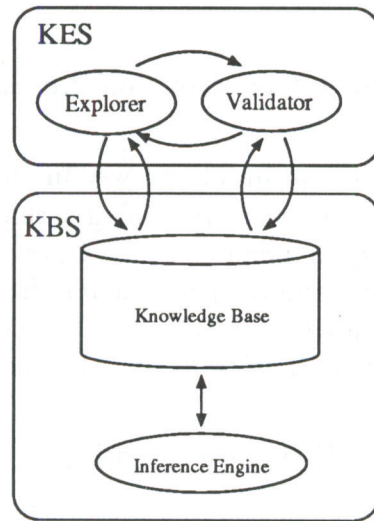 KES
Explorer
Validator
KBS
Knowledge Base
Inference Engine